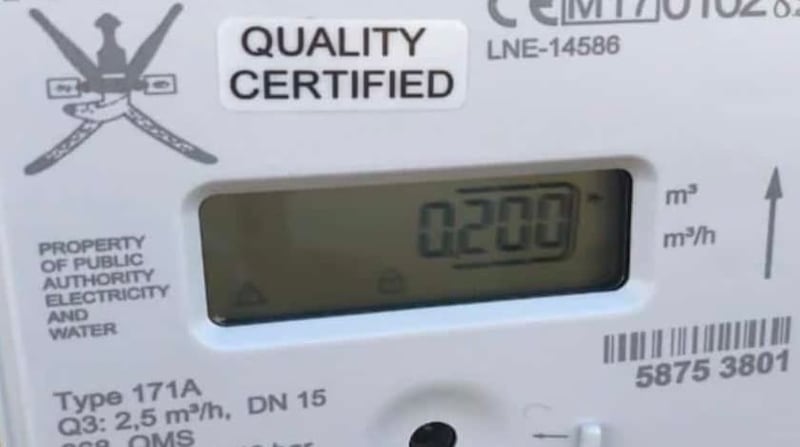 QUALITY
CERTIFIED
LNE-14586
0.200
m³
m³/h
PROPERTY
OF PUBLIC
AUTHORITY
ELECTRICITY
AND
WATER
5875 3801
Type 171A
Q3: 2,5 m³/h, DN 15
OMS